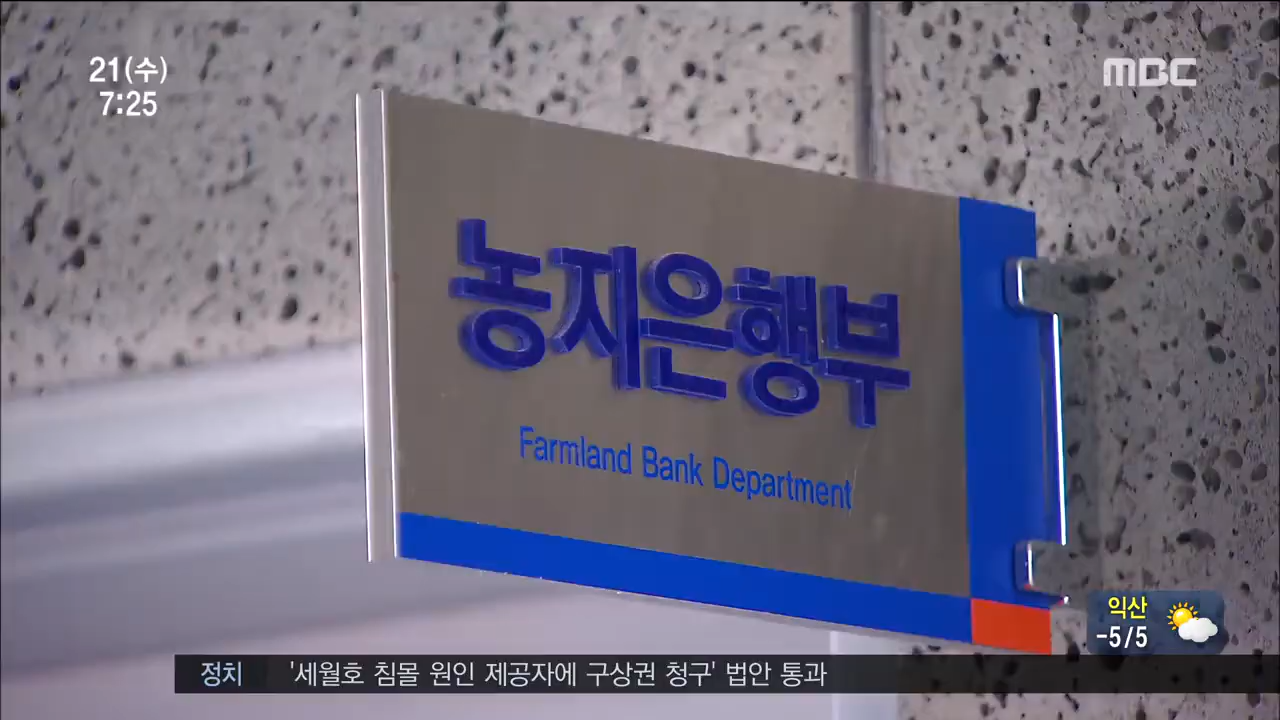 21(수)
7:25
MBC
농지은행부
Farmland Bank Department
익산
-5/5
정치 '세월호 침몰 원인 제공자에 구상권 청구' 법안 통과